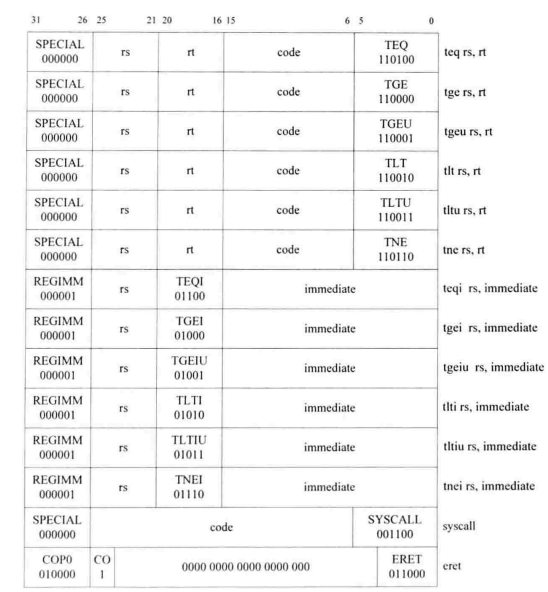 31 26 25 21 20 16 15 6 5 0
SPECIAL
000000 rs rt code TEQ
110100 teq rs, rt
SPECIAL
000000 rs rt code TGE
110000 tge rs, rt
SPECIAL
000000 rs rt code TGEU
110001 tgeu rs, rt
SPECIAL
000000 rs rt code TLT
110010 tlt rs, rt
SPECIAL
000000 rs rt code TLTU
110011 tltu rs, rt
SPECIAL
000000 rs rt code TNE
110110 tne rs, rt
REGIMM
000001 rs TEQI
01100 immediate teqi rs, immediate
REGIMM
000001 rs TGEI
01000 immediate tgei rs, immediate
REGIMM
000001 rs TGEIU
01001 immediate tgeiu rs, immediate
REGIMM
000001 rs TLTI
01010 immediate tlti rs, immediate
REGIMM
000001 rs TLTIU
01011 immediate tltiu rs, immediate
REGIMM
000001 rs TNEI
01110 immediate tnei rs, immediate
SPECIAL
000000 code SYSCALL
001100 syscall
COP0
010000 CO
1 0000 0000 0000 0000 000 ERET
011000 eret